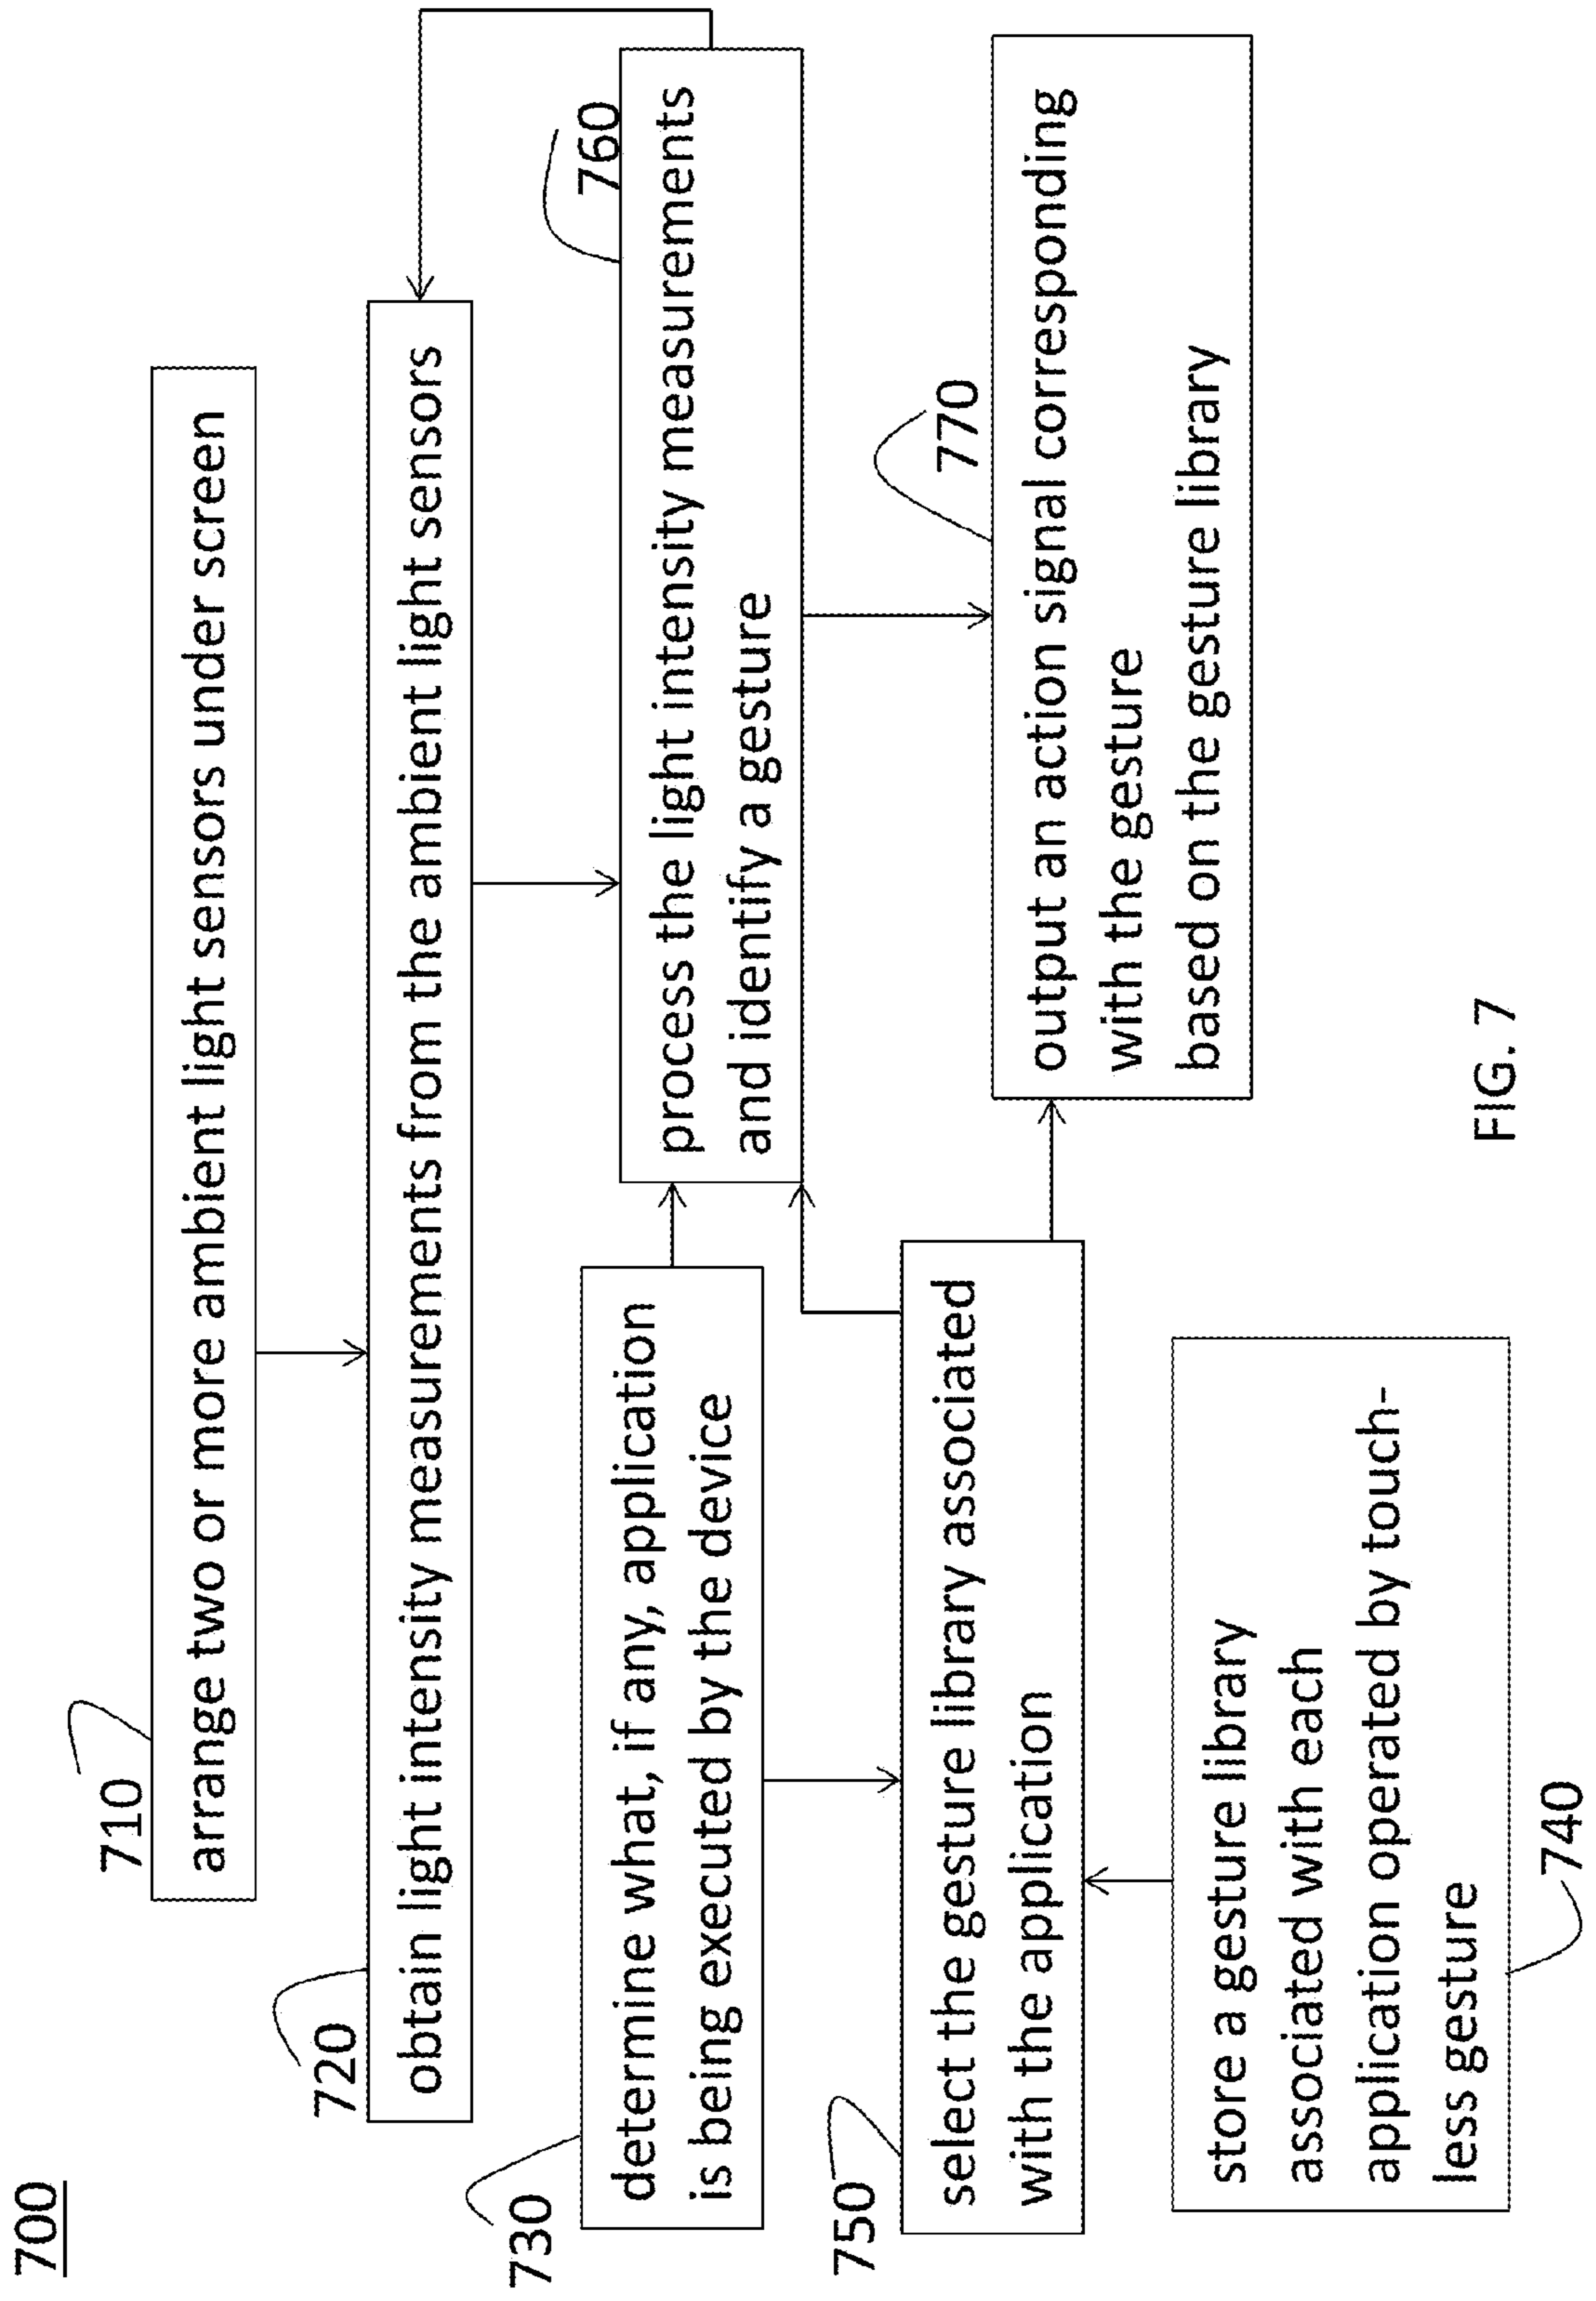 700
710
arrange two or more ambient light sensors under screen
720
obtain light intensity measurements from the ambient light sensors
730
determine what, if any, application
is being executed by the device
760
process the light intensity measurements
and identify a gesture
750
select the gesture library associated
with the application
770
output an action signal corresponding
with the gesture
based on the gesture library
store a gesture library
associated with each
application operated by touch-
less gesture
740
FIG. 7